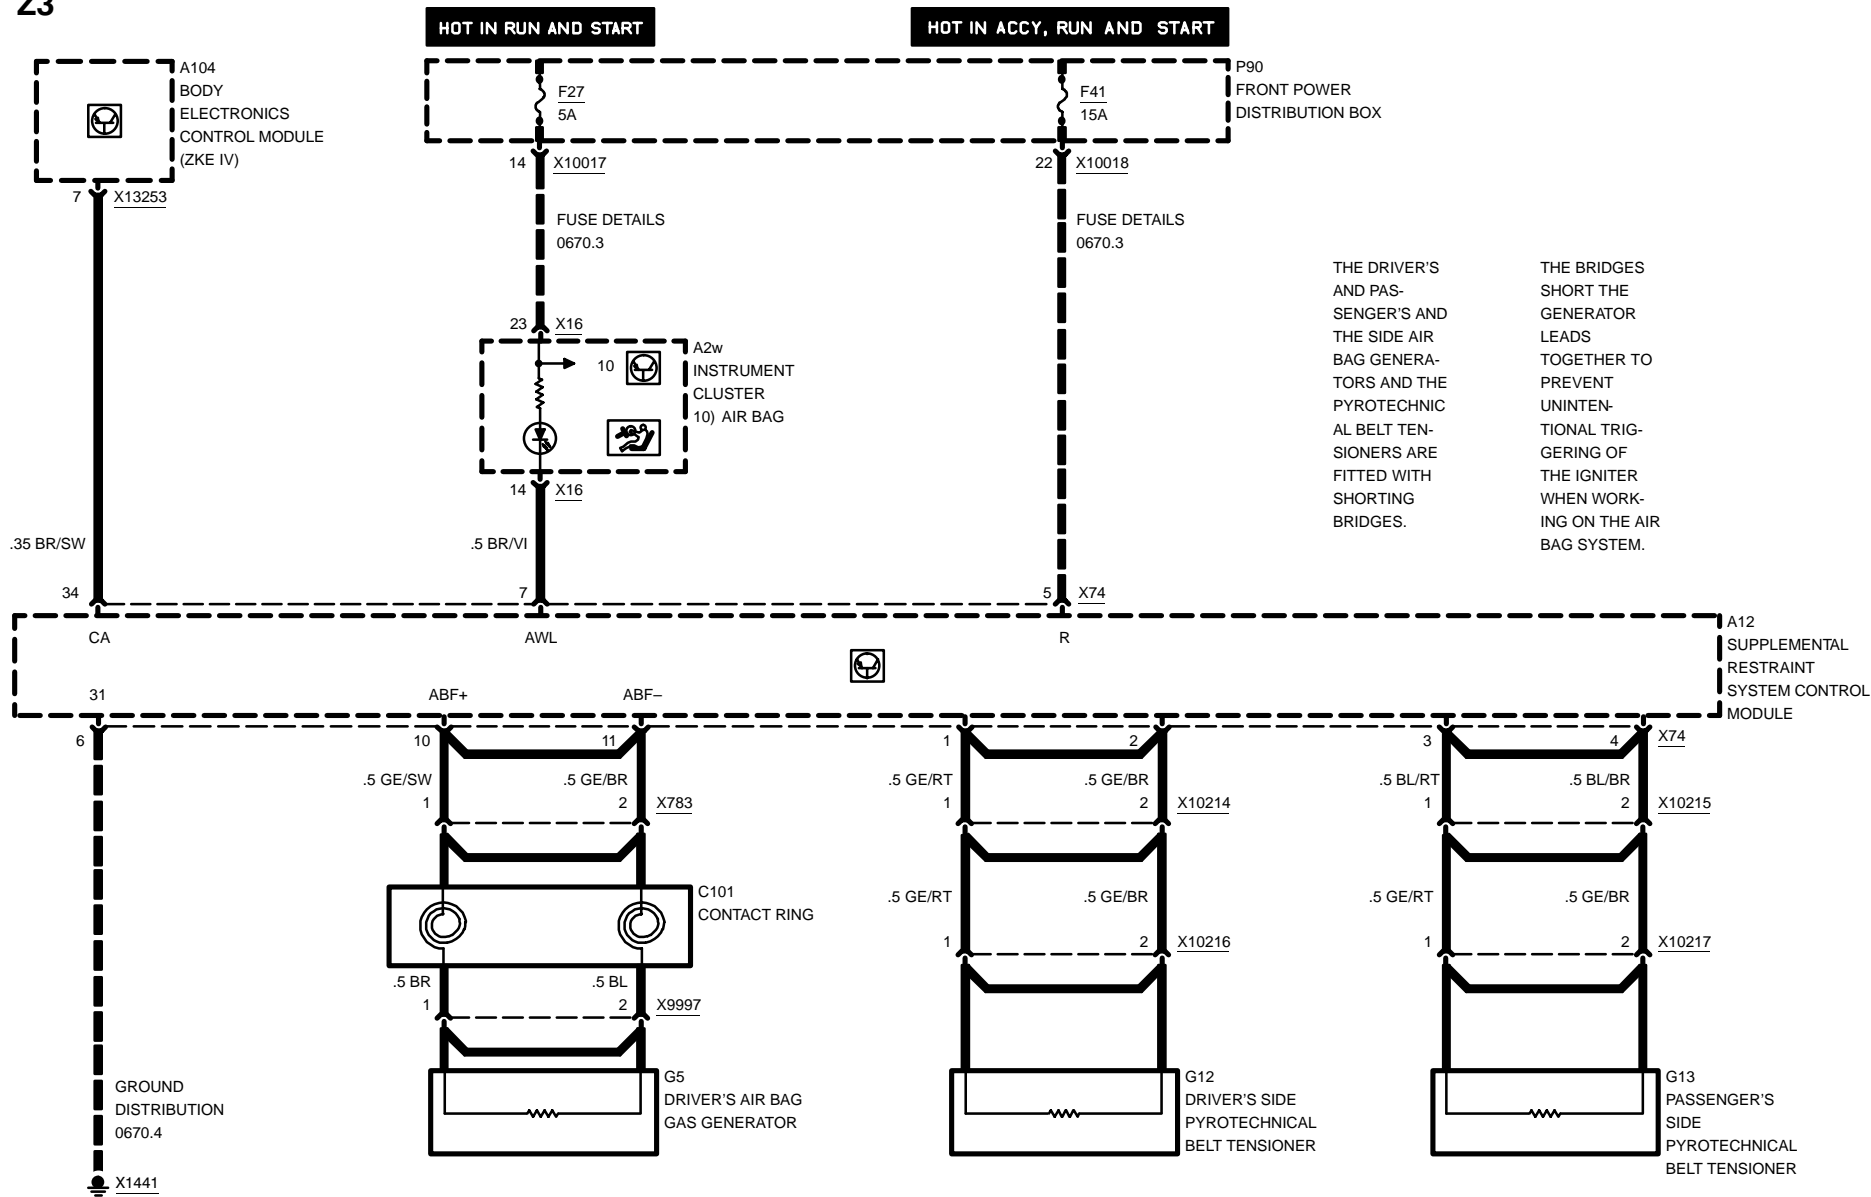 Z3
HOT IN RUN AND START
HOT IN ACCY, RUN AND START
A104
BODY
ELECTRONICS
CONTROL MODULE
(ZKE IV)
F27
5A
F41
15A
P90
FRONT POWER
DISTRIBUTION BOX
7 X13253
14 X10017
22 X10018
FUSE DETAILS
0670.3
FUSE DETAILS
0670.3
THE DRIVER'S
AND PAS-
SENGER'S AND
THE SIDE AIR
BAG GENERA-
TORS AND THE
PYROTECHNIC
AL BELT TEN-
SIONERS ARE
FITTED WITH
SHORTING
BRIDGES.
THE BRIDGES
SHORT THE
GENERATOR
LEADS
TOGETHER TO
PREVENT
UNINTEN-
TIONAL TRIG-
GERING OF
THE IGNITER
WHEN WORK-
ING ON THE AIR
BAG SYSTEM.
23 X16
10
A2w
INSTRUMENT
CLUSTER
10) AIR BAG
14 X16
.35 BR/SW
.5 BR/VI
34
7
5 X74
CA
AWL
R
A12
SUPPLEMENTAL
RESTRAINT
SYSTEM CONTROL
MODULE
31
ABF+
ABF–
6
10
11
1
2
3
4 X74
.5 GE/SW
.5 GE/BR
.5 GE/RT
.5 GE/BR
.5 BL/RT
.5 BL/BR
1
2 X783
1
2 X10214
1
2 X10215
C101
CONTACT RING
.5 GE/RT
.5 GE/BR
.5 GE/RT
.5 GE/BR
1
2 X10216
1
2 X10217
.5 BR
.5 BL
1
2 X9997
G5
DRIVER'S AIR BAG
GAS GENERATOR
G12
DRIVER'S SIDE
PYROTECHNICAL
BELT TENSIONER
G13
PASSENGER'S
SIDE
PYROTECHNICAL
BELT TENSIONER
GROUND
DISTRIBUTION
0670.4
X1441